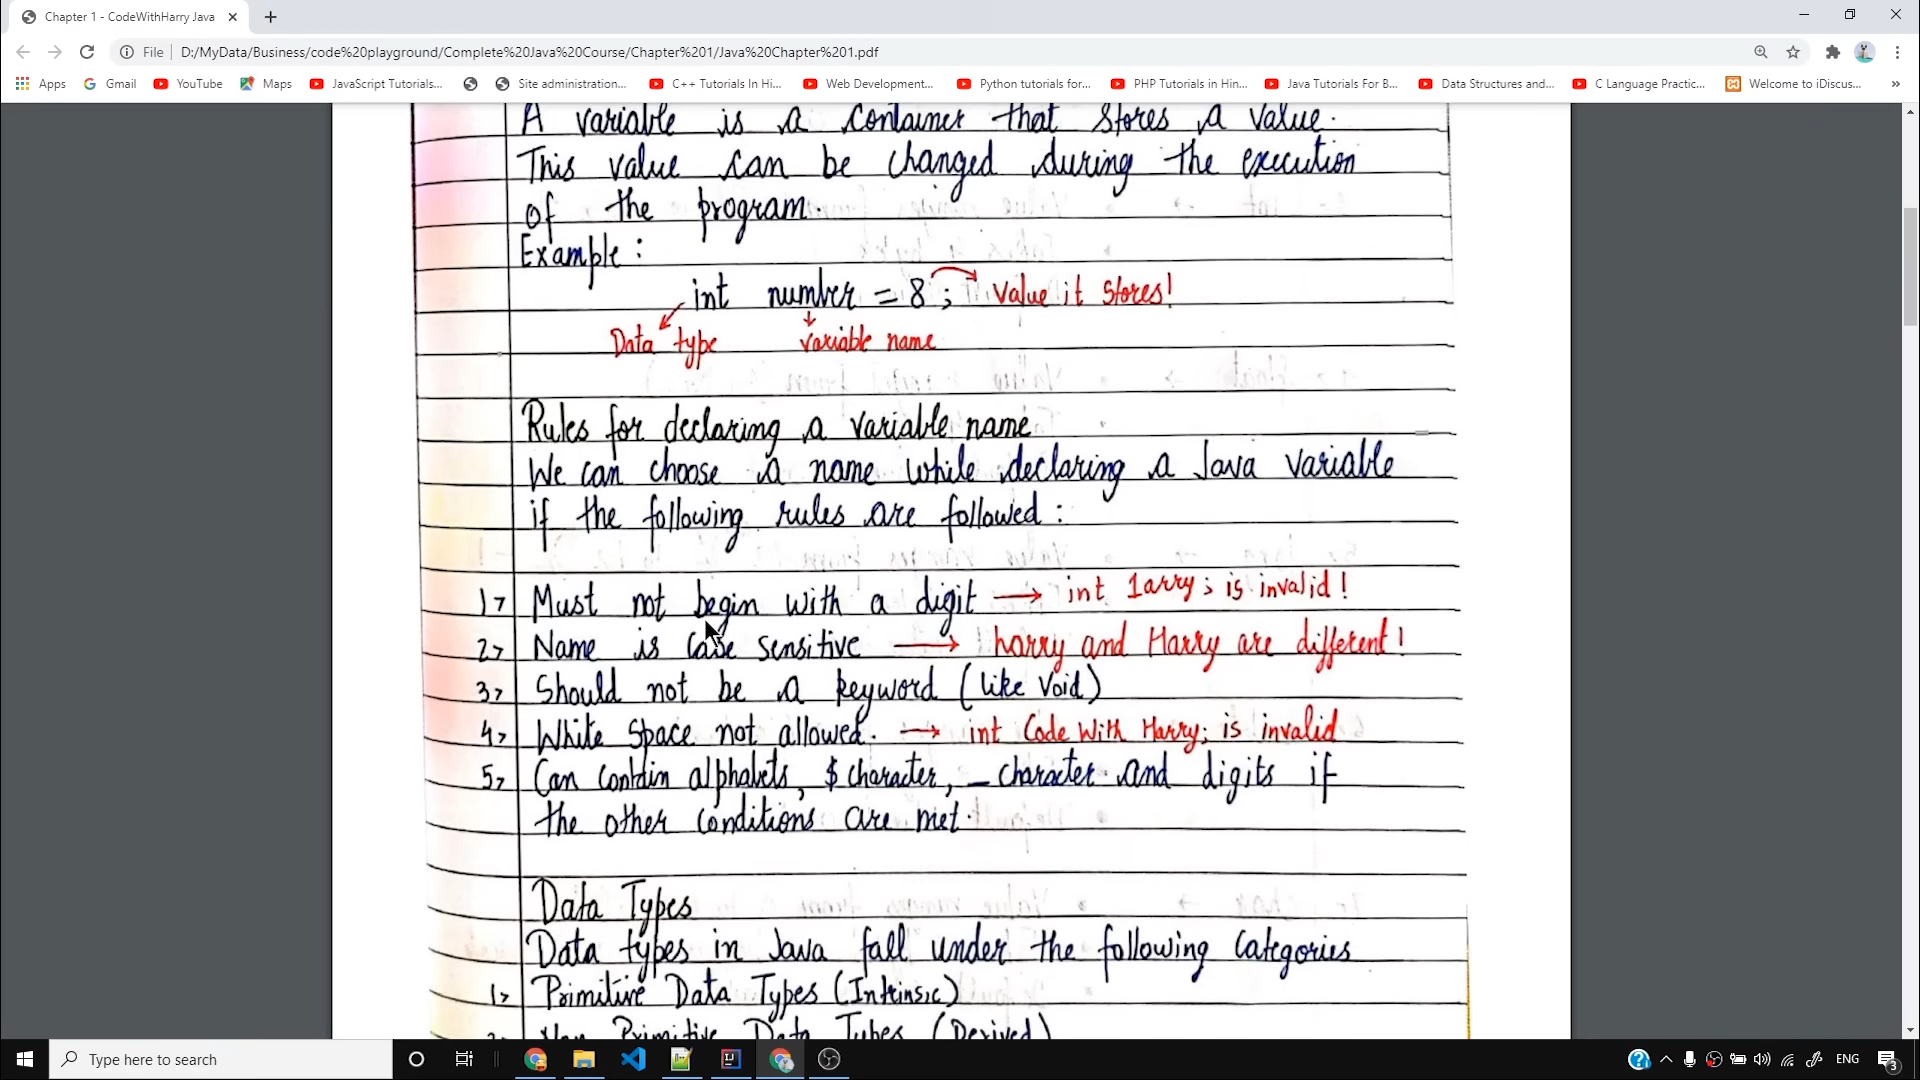 Chapter 1 - CodeWithHarry Java
File
D:/MyData/Business/code%20playground/Complete%20Java%20Course/Chapter%201/Java%20Chapter%201.pdf
Apps
Gmail
YouTube
Maps
JavaScript Tutorials...
Site administration...
C++ Tutorials In Hi...
Web Development...
Python tutorials for...
PHP Tutorials in Hin...
Java Tutorials For B...
Data Structures and...
C Language Practic...
Welcome to iDiscus...
»
A variable is a container that stores a value.
This value can be changed during the execution
of the program.
Example :
int number = 8 ; Value it Stores!
Data type variable name
Rules for declaring a variable name
We can choose a name while declaring a Java variable
if the following rules are followed :
1> Must not begin with a digit → int 1arry; is invalid!
2> Name is case sensitive → harry and Harry are different!
3> Should not be a keyword (like Void)
4> White space not allowed. → int Code With Harry; is invalid
5> Can contain alphabets, $ character, _ character and digits if
the other conditions are met.
Data Types
Data types in Java fall under the following categories
1> Primitive Data Types (Intrinsic)
2> Non Primitive Data Types (Derived)
Type here to search
ENG
3